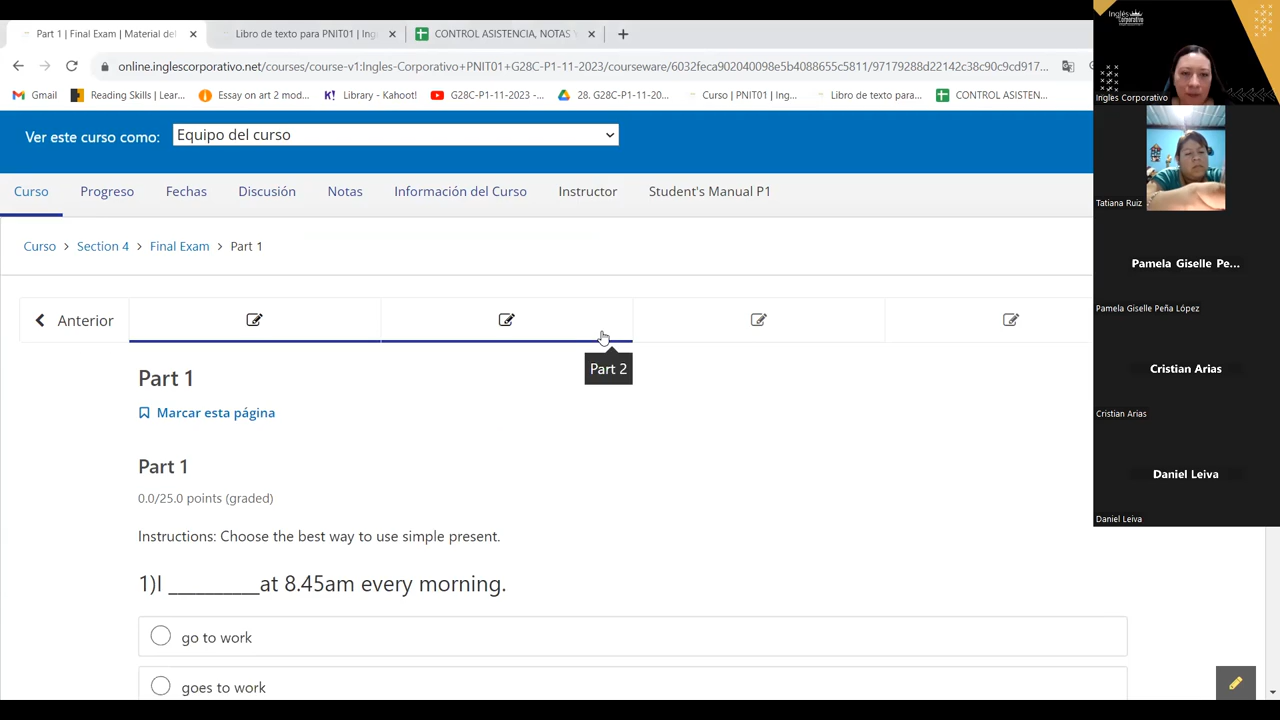 Part 1 | Final Exam | Material del
Libro de texto para PNIT01 | Ing
CONTROL ASISTENCIA, NOTAS Y
online.inglescorporativo.net/courses/course-v1:Ingles-Corporativo+PNIT01+G28C-P1-11-2023/courseware/6032feca902040098e5b4088655c5811/97179288d22142c38c90c9cd917...
Gmail
Reading Skills | Lear...
Essay on art 2 mod...
Library - Kahoot!
G28C-P1-11-2023 -...
28. G28C-P1-11-20...
Curso | PNIT01 | Ing...
Libro de texto para...
CONTROL ASISTEN...
Ver este curso como:
Equipo del curso
Curso
Progreso
Fechas
Discusión
Notas
Información del Curso
Instructor
Student's Manual P1
Curso > Section 4 > Final Exam > Part 1
Anterior
Part 2
Part 1
Marcar esta página
Part 1
0.0/25.0 points (graded)
Instructions: Choose the best way to use simple present.
1)I __________at 8.45am every morning.
go to work
goes to work
Inglés
Corporativo
Ingles Corporativo
Tatiana Ruiz
Pamela Giselle Pe...
Pamela Giselle Peña López
Cristian Arias
Cristian Arias
Daniel Leiva
Daniel Leiva